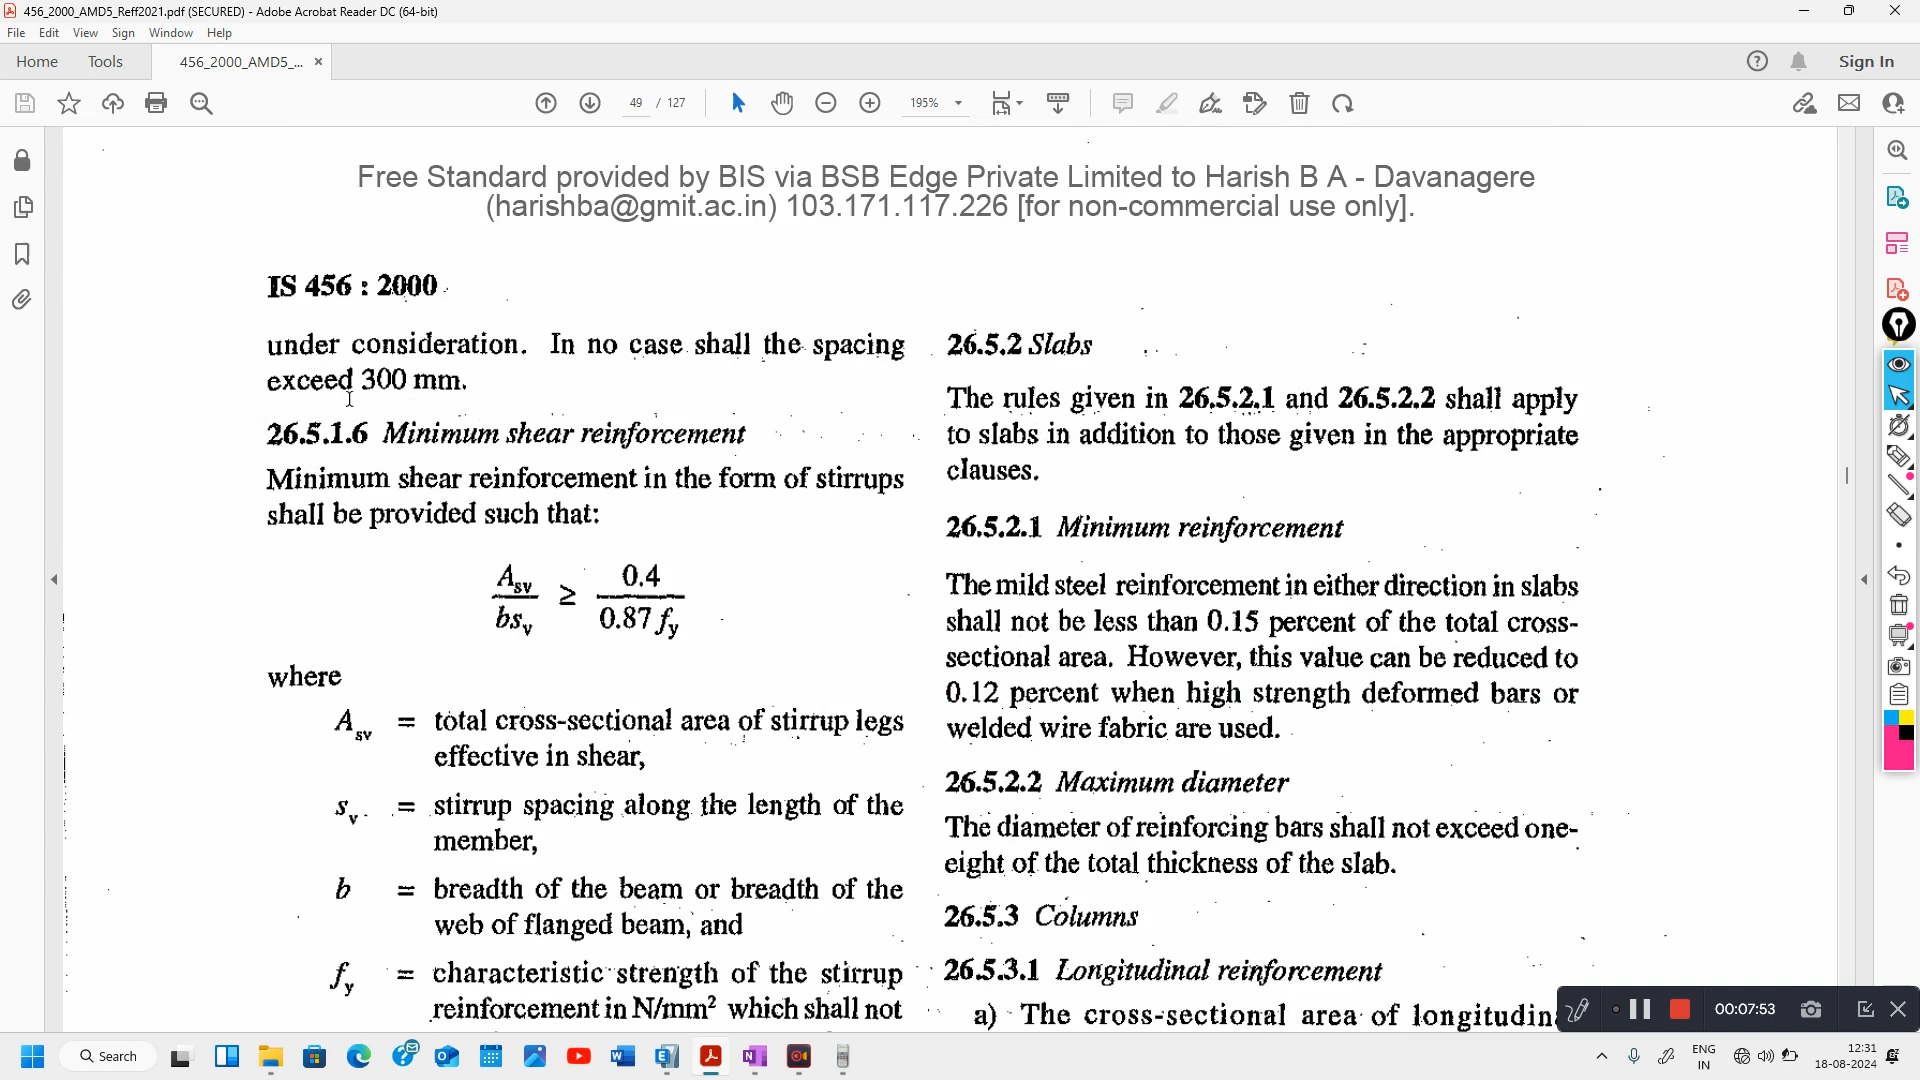 456_2000_AMD5_Reff2021.pdf (SECURED) - Adobe Acrobat Reader DC (64-bit)
File Edit View Sign Window Help
Home Tools 456_2000_AMD5_... × Sign In
49 / 127 195%
Free Standard provided by BIS via BSB Edge Private Limited to Harish B A - Davanagere
(harishba@gmit.ac.in) 103.171.117.226 [for non-commercial use only].
IS 456 : 2000
under consideration. In no case shall the spacing
exceed 300 mm.
26.5.1.6 Minimum shear reinforcement
Minimum shear reinforcement in the form of stirrups
shall be provided such that:
A_sv / bs_v ≥ 0.4 / 0.87 f_y
where
A_sv = total cross-sectional area of stirrup legs
effective in shear,
s_v = stirrup spacing along the length of the
member,
b = breadth of the beam or breadth of the
web of flanged beam, and
f_y = characteristic strength of the stirrup
reinforcement in N/mm² which shall not
26.5.2 Slabs
The rules given in 26.5.2.1 and 26.5.2.2 shall apply
to slabs in addition to those given in the appropriate
clauses.
26.5.2.1 Minimum reinforcement
The mild steel reinforcement in either direction in slabs
shall not be less than 0.15 percent of the total cross-
sectional area. However, this value can be reduced to
0.12 percent when high strength deformed bars or
welded wire fabric are used.
26.5.2.2 Maximum diameter
The diameter of reinforcing bars shall not exceed one-
eight of the total thickness of the slab.
26.5.3 Columns
26.5.3.1 Longitudinal reinforcement
a) The cross-sectional area of longitudin
00:07:53
Search
ENG
IN
12:31
18-08-2024